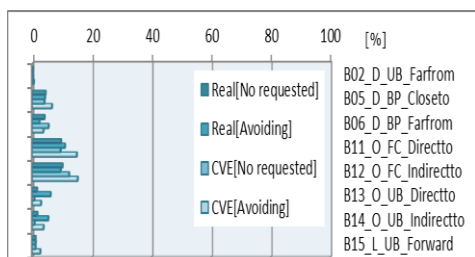 0 20 40 60 80 100 [%]
Real[No requested]
Real[Avoiding]
CVE[No requested]
CVE[Avoiding]
B02_D_UB_Farfrom
B05_D_BP_Closeto
B06_D_BP_Farfrom
B11_O_FC_Directto
B12_O_FC_Indirectto
B13_O_UB_Directto
B14_O_UB_Indirectto
B15_L_UB_Forward